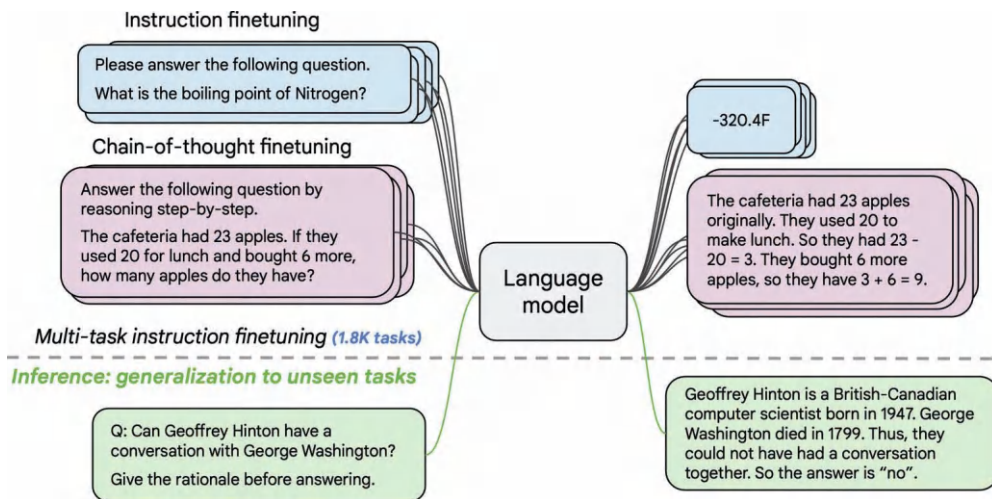 Instruction finetuning
Please answer the following question.
What is the boiling point of Nitrogen?
-320.4F
Chain-of-thought finetuning
Answer the following question by
reasoning step-by-step.
The cafeteria had 23 apples. If they
used 20 for lunch and bought 6 more,
how many apples do they have?
Language
model
The cafeteria had 23 apples
originally. They used 20 to
make lunch. So they had 23 -
20 = 3. They bought 6 more
apples, so they have 3 + 6 = 9.
Multi-task instruction finetuning (1.8K tasks)
Inference: generalization to unseen tasks
Q: Can Geoffrey Hinton have a
conversation with George Washington?
Give the rationale before answering.
Geoffrey Hinton is a British-Canadian
computer scientist born in 1947. George
Washington died in 1799. Thus, they
could not have had a conversation
together. So the answer is “no”.